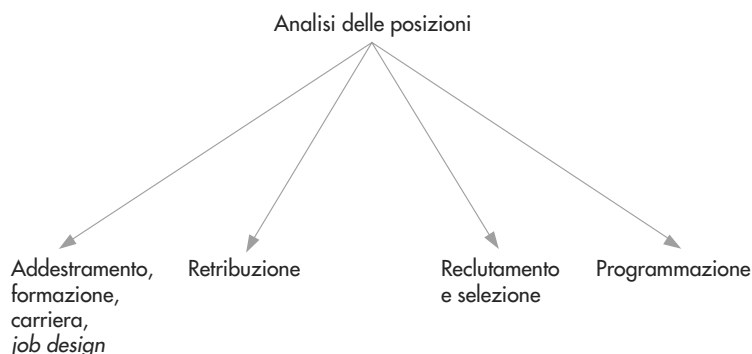 Analisi delle posizioni
Addestramento,
formazione,
carriera,
job design
Retribuzione
Reclutamento
e selezione
Programmazione